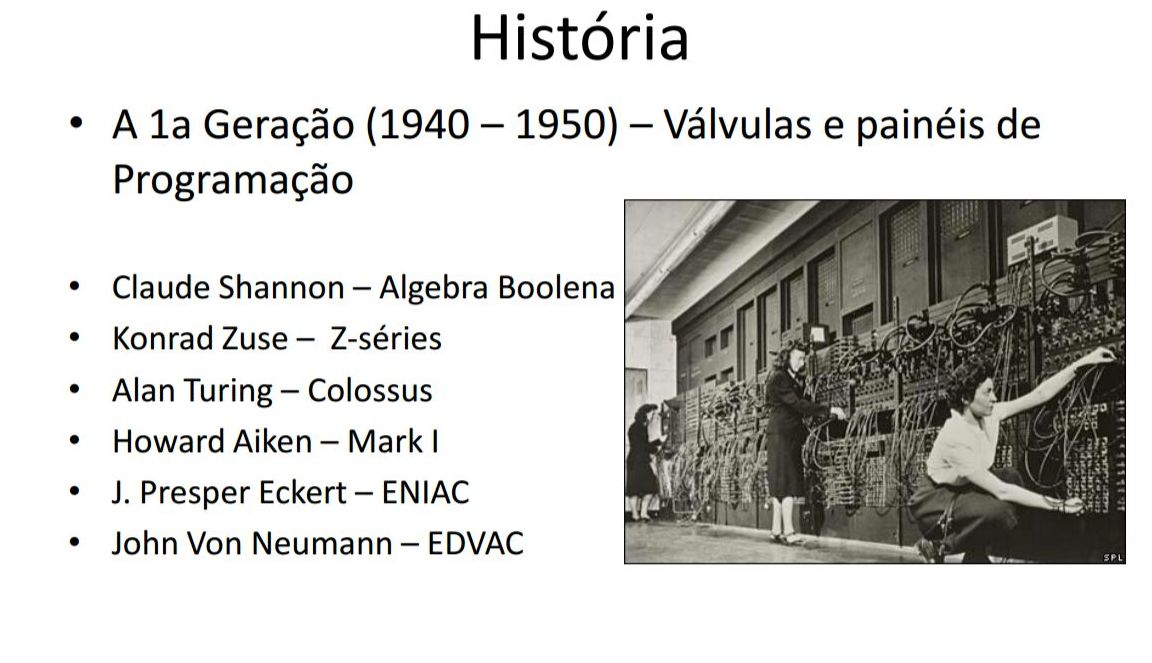 História
• A 1a Geração (1940 – 1950) – Válvulas e painéis de
Programação
• Claude Shannon – Algebra Boolena
• Konrad Zuse – Z-séries
• Alan Turing – Colossus
• Howard Aiken – Mark I
• J. Presper Eckert – ENIAC
• John Von Neumann – EDVAC
SPL